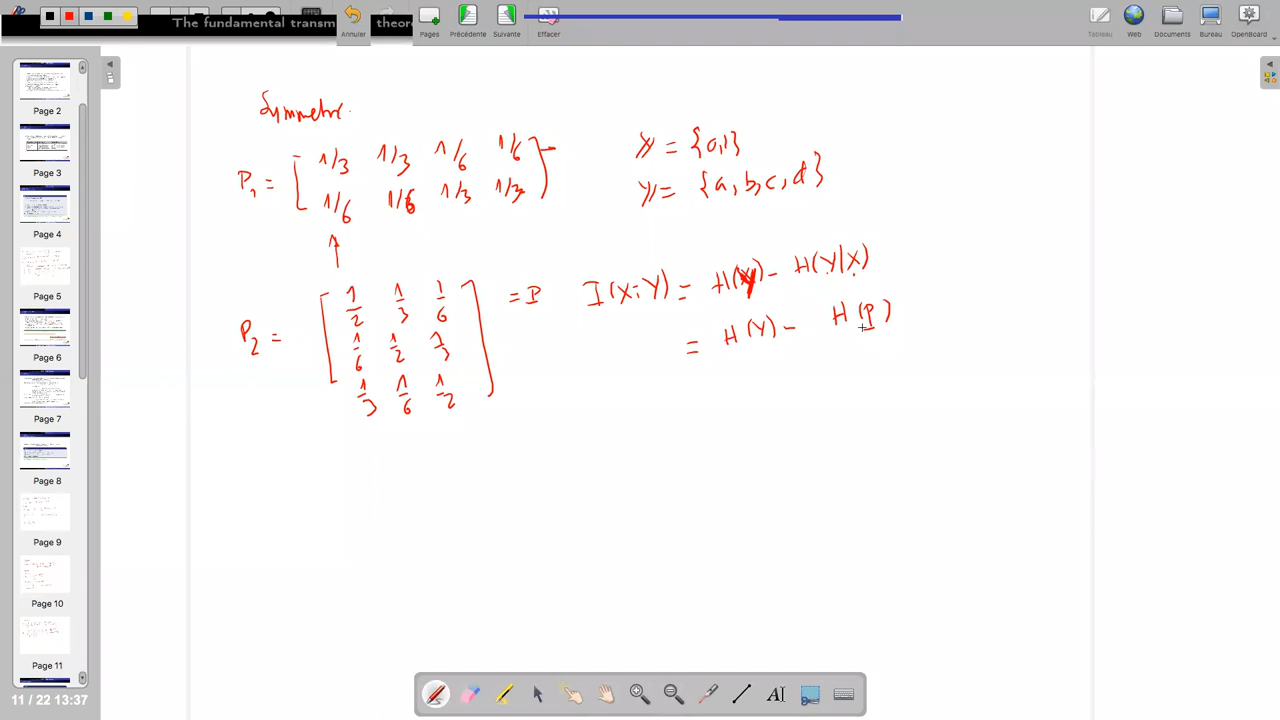 The fundamental transm
theore
Annuler
Pages
Précédente
Suivante
Effacer
Tableau
Web
Documents
Bureau
OpenBoard
Page 2
Page 3
Page 4
Page 5
Page 6
Page 7
Page 8
Page 9
Page 10
Page 11
11 / 22 13:37
Symmetric.
P1 = [ 1/3 1/3 1/6 1/6
1/6 1/6 1/3 1/3 ]
X = {0,1}
Y = {a, b, c, d}
P2 = [ 1/2 1/3 1/6
1/6 1/2 1/3
1/3 1/6 1/2 ] = P
I(X;Y) = H(Y) - H(Y|X)
= H(Y) - H(P)